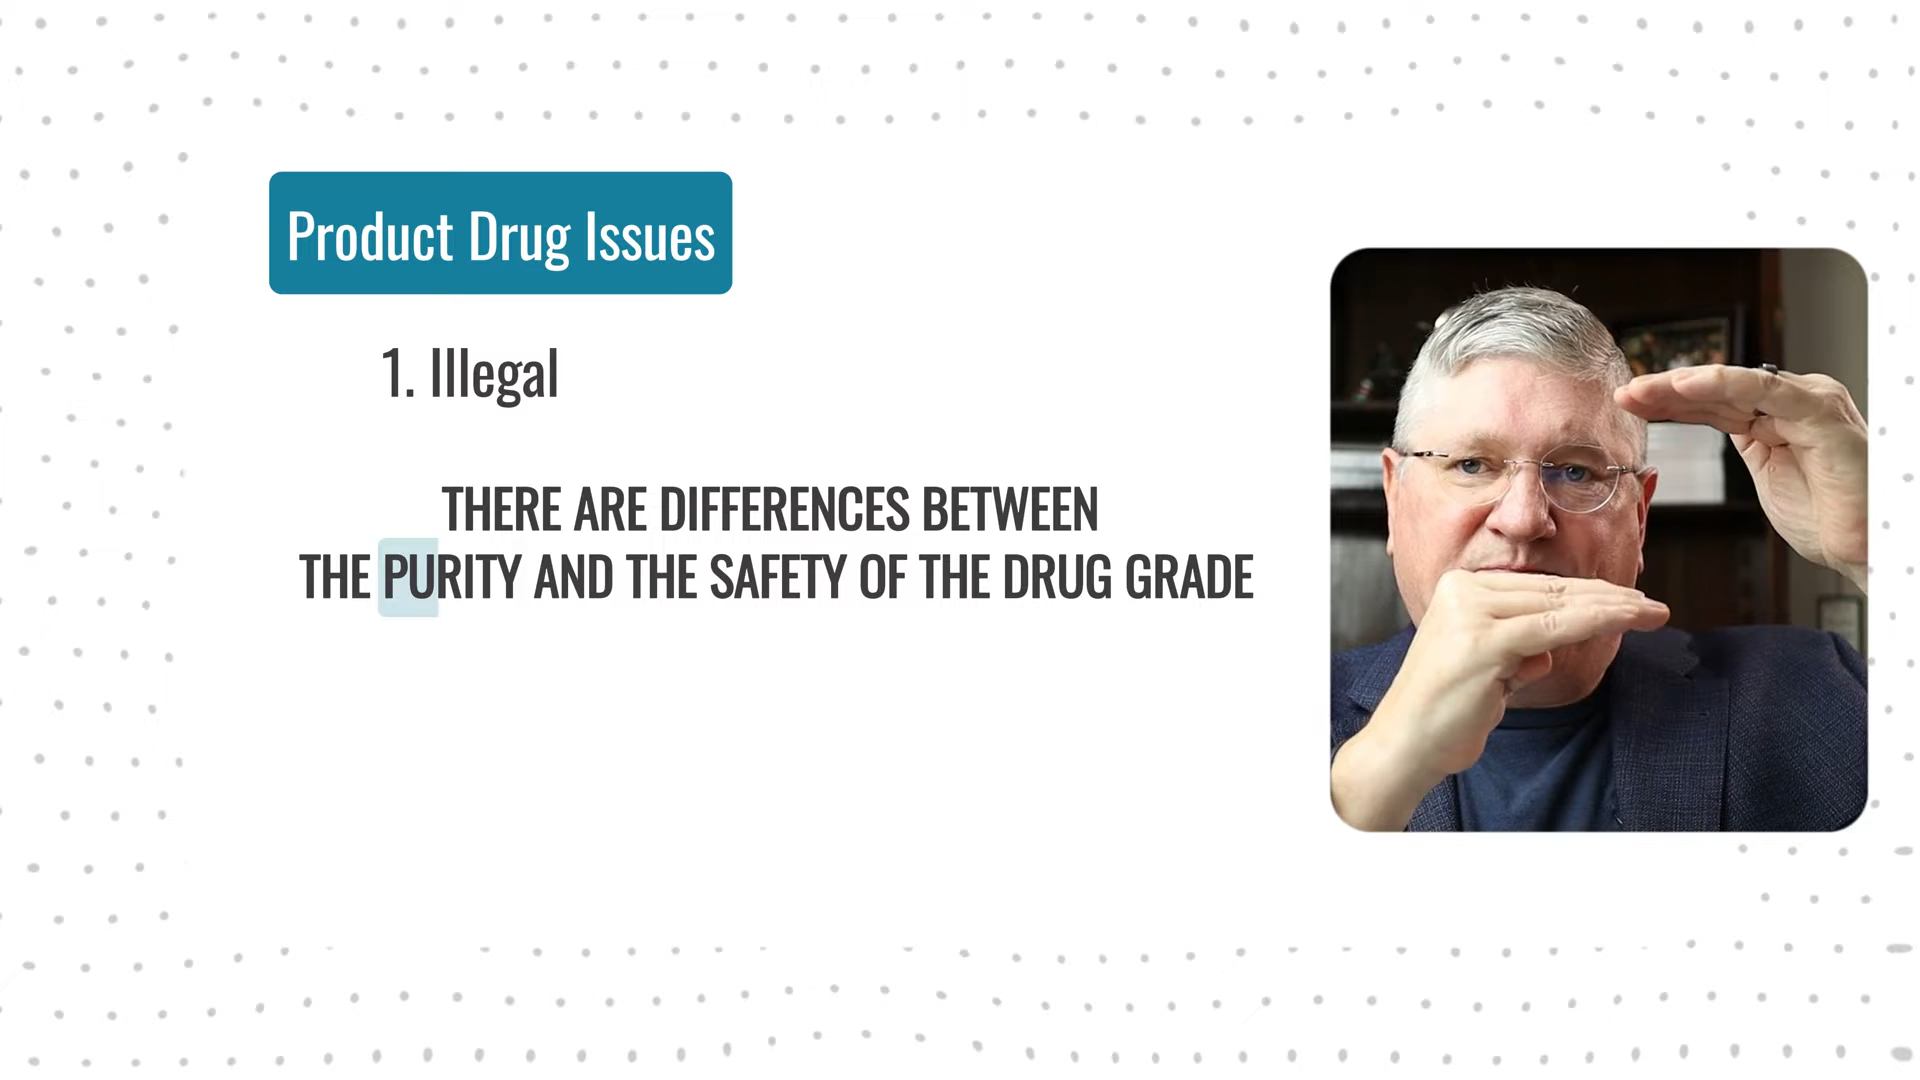 Product Drug Issues
1. Illegal
THERE ARE DIFFERENCES BETWEEN
THE PURITY AND THE SAFETY OF THE DRUG GRADE